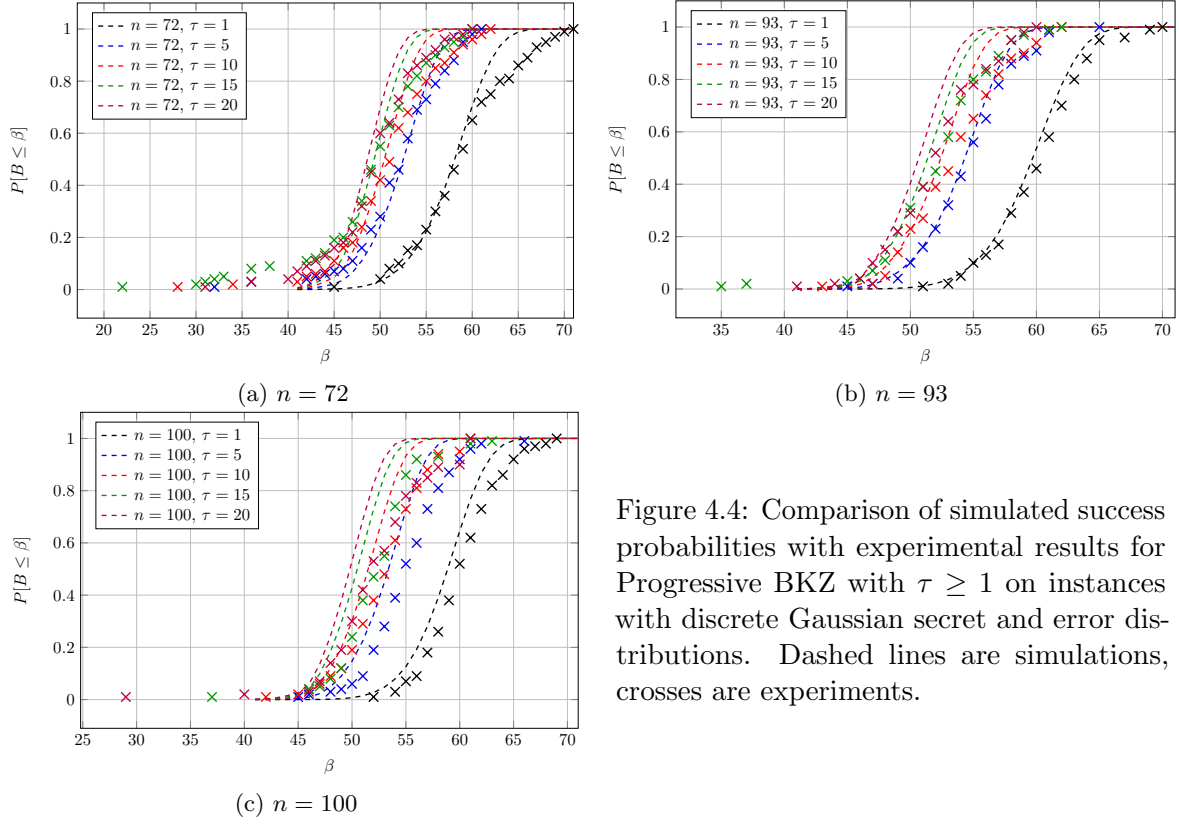 n = 72, τ = 1
n = 72, τ = 5
n = 72, τ = 10
n = 72, τ = 15
n = 72, τ = 20
P[B ≤ β]
1
0.8
0.6
0.4
0.2
0
20 25 30 35 40 45 50 55 60 65 70
β
(a) n = 72
n = 93, τ = 1
n = 93, τ = 5
n = 93, τ = 10
n = 93, τ = 15
n = 93, τ = 20
P[B ≤ β]
1
0.8
0.6
0.4
0.2
0
35 40 45 50 55 60 65 70
β
(b) n = 93
n = 100, τ = 1
n = 100, τ = 5
n = 100, τ = 10
n = 100, τ = 15
n = 100, τ = 20
P[B ≤ β]
1
0.8
0.6
0.4
0.2
0
25 30 35 40 45 50 55 60 65 70
β
(c) n = 100
Figure 4.4: Comparison of simulated success
probabilities with experimental results for
Progressive BKZ with τ ≥ 1 on instances
with discrete Gaussian secret and error dis-
tributions. Dashed lines are simulations,
crosses are experiments.